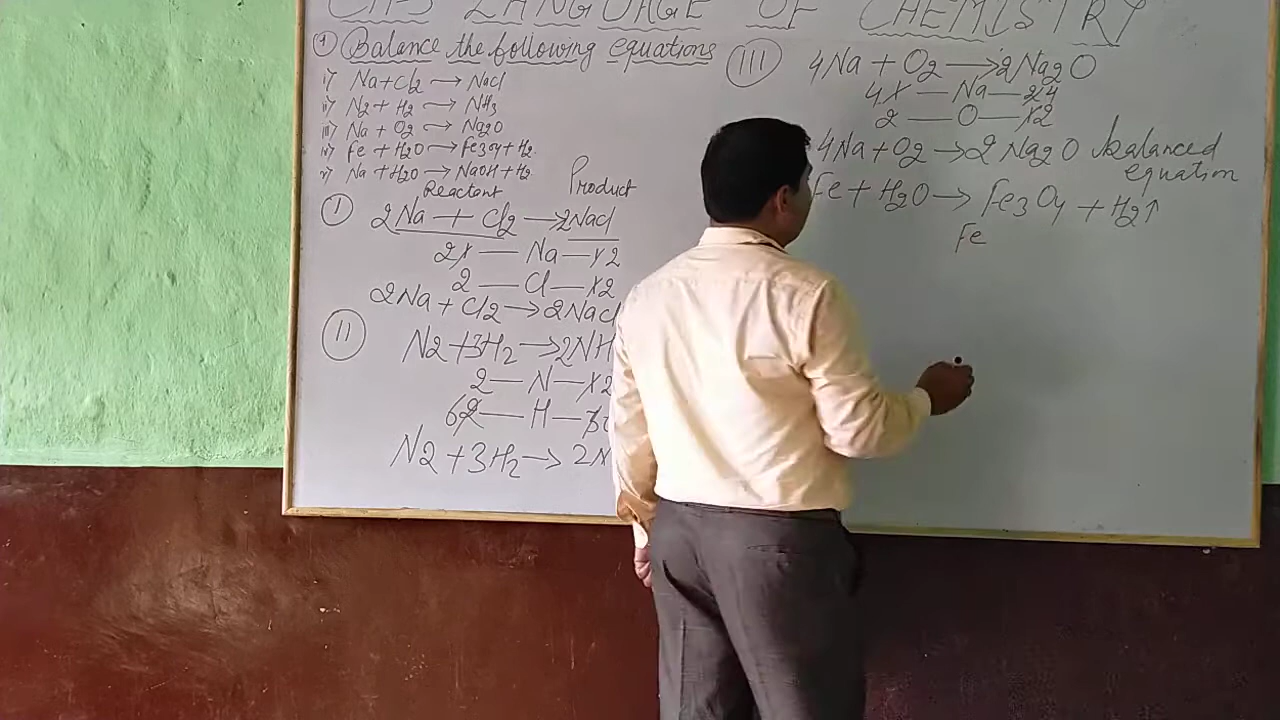 LANGUAGE OF CHEMISTRY
1 Balance the following equations
i) Na+Cl2 → Nacl
ii) N2 + H2 → NH3
iii) Na + O2 → Na2O
iv) Fe + H2O → Fe3O4 + H2
v) Na + H2O → NaOH + H2
Reactant Product
I 2Na + Cl2 → 2Nacl
2 — Na — 2
2 — Cl — 2
2Na + Cl2 → 2Nacl
II N2 + 3H2 → 2NH
2 — N — 2
6 — H —
N2 + 3H2 → 2N
III 4Na + O2 → 2Na2O
4 — Na — 4
2 — O — 2
4Na + O2 → 2 Na2O balanced
equation
Fe + H2O → Fe3O4 + H2↑
Fe